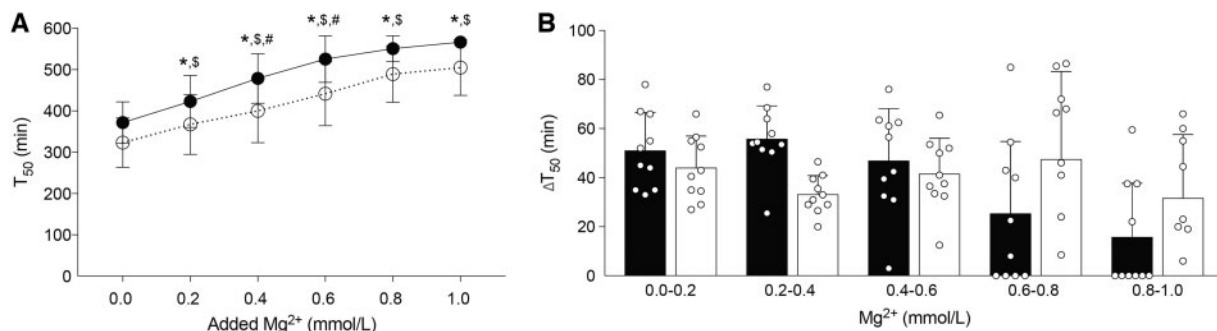 A
*,$
*,$,#
*,$,#
*,$
*,$
600
500
400
300
200
100
0
T₅₀ (min)
0.0 0.2 0.4 0.6 0.8 1.0
Added Mg²⁺ (mmol/L)
B
100
80
60
40
20
0
ΔT₅₀ (min)
0.0-0.2 0.2-0.4 0.4-0.6 0.6-0.8 0.8-1.0
Mg²⁺ (mmol/L)